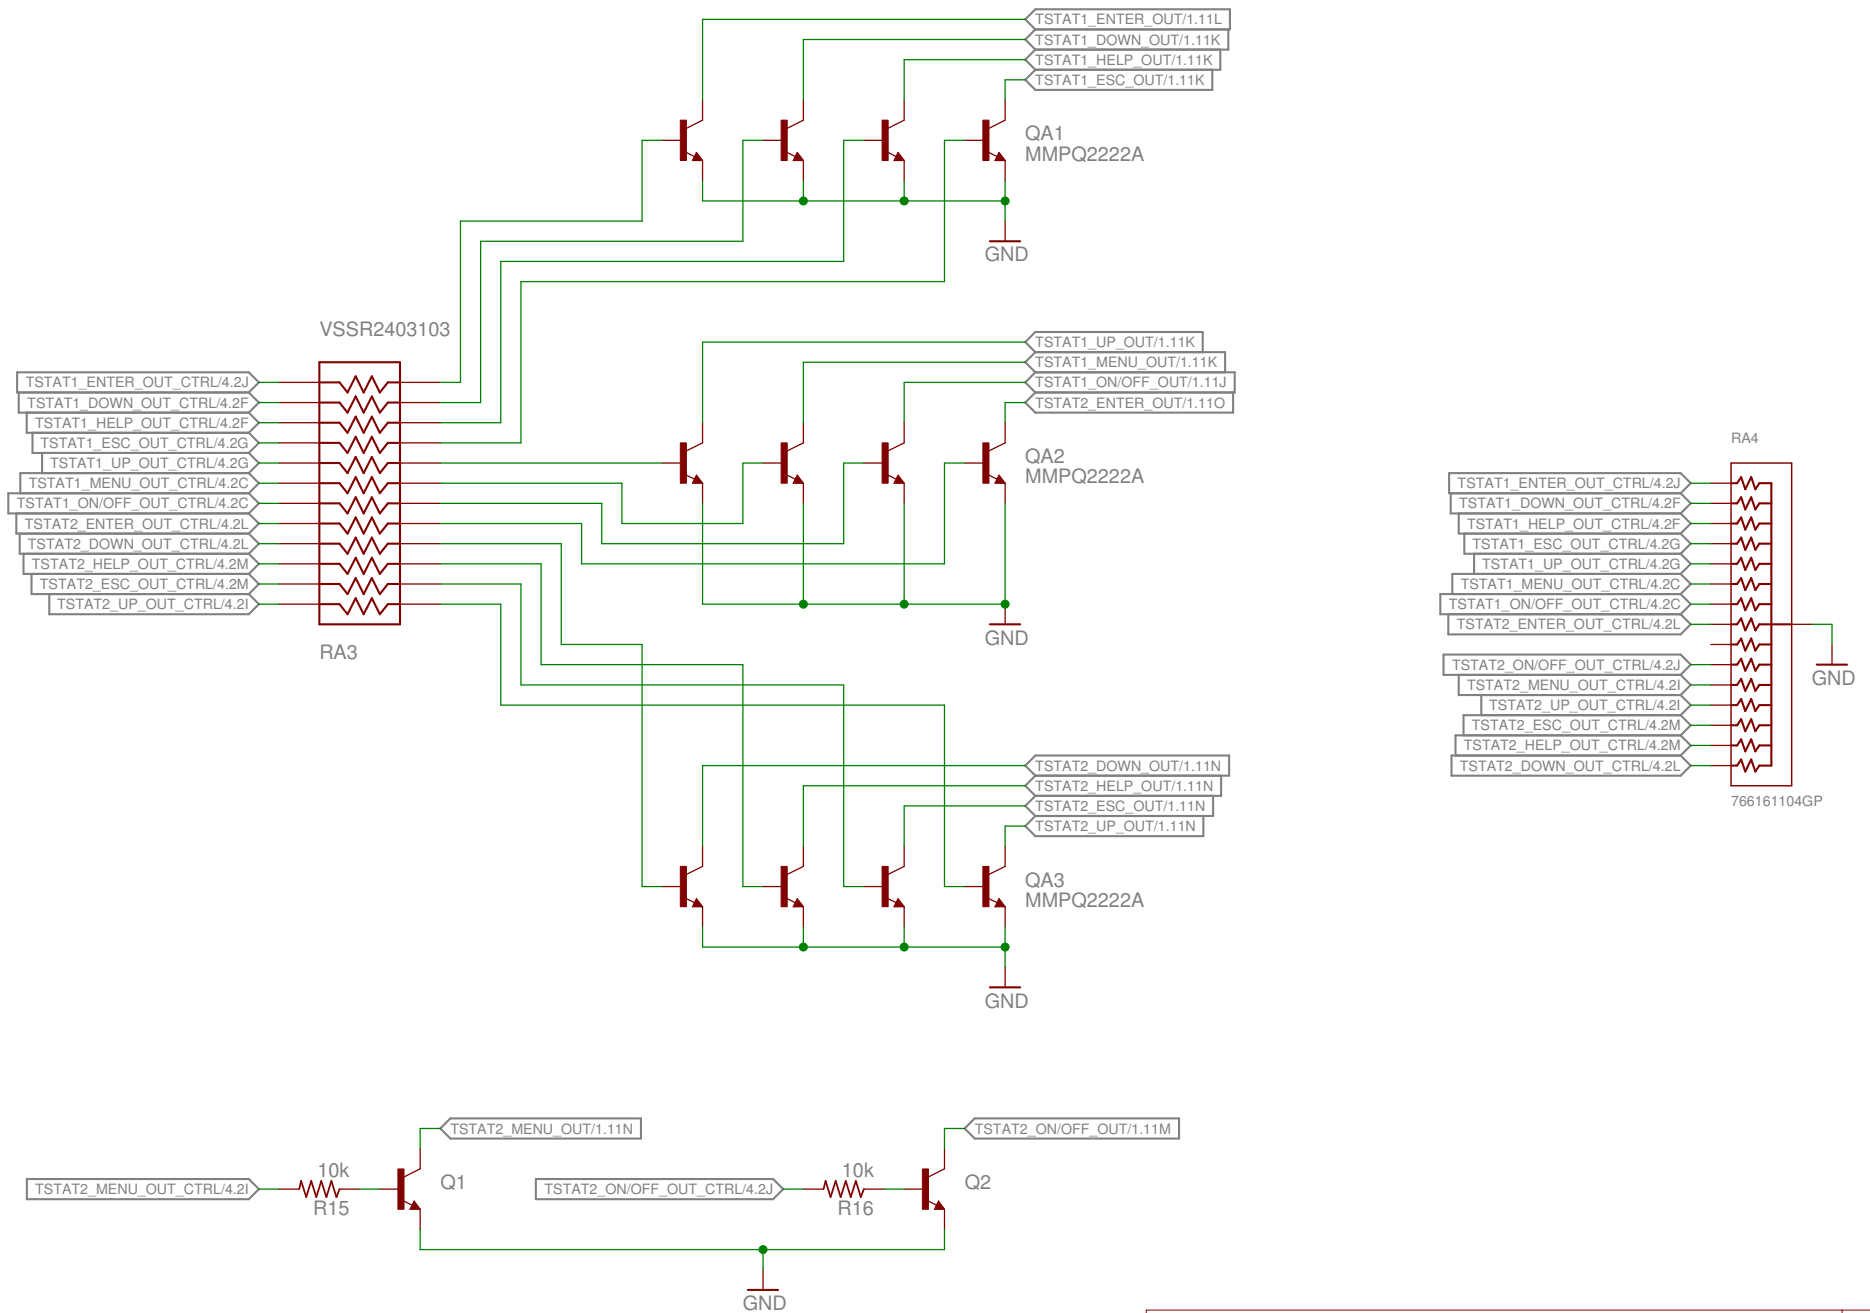 TSTAT1_ENTER_OUT/1.11L
TSTAT1_DOWN_OUT/1.11K
TSTAT1_HELP_OUT/1.11K
TSTAT1_ESC_OUT/1.11K
QA1
MMPQ2222A
GND
VSSR2403103
TSTAT1_ENTER_OUT_CTRL/4.2J
TSTAT1_DOWN_OUT_CTRL/4.2F
TSTAT1_HELP_OUT_CTRL/4.2F
TSTAT1_ESC_OUT_CTRL/4.2G
TSTAT1_UP_OUT_CTRL/4.2G
TSTAT1_MENU_OUT_CTRL/4.2C
TSTAT1_ON/OFF_OUT_CTRL/4.2C
TSTAT2_ENTER_OUT_CTRL/4.2L
TSTAT2_DOWN_OUT_CTRL/4.2L
TSTAT2_HELP_OUT_CTRL/4.2M
TSTAT2_ESC_OUT_CTRL/4.2M
TSTAT2_UP_OUT_CTRL/4.2I
RA3
TSTAT1_UP_OUT/1.11K
TSTAT1_MENU_OUT/1.11K
TSTAT1_ON/OFF_OUT/1.11J
TSTAT2_ENTER_OUT/1.11O
QA2
MMPQ2222A
GND
RA4
TSTAT1_ENTER_OUT_CTRL/4.2J
TSTAT1_DOWN_OUT_CTRL/4.2F
TSTAT1_HELP_OUT_CTRL/4.2F
TSTAT1_ESC_OUT_CTRL/4.2G
TSTAT1_UP_OUT_CTRL/4.2G
TSTAT1_MENU_OUT_CTRL/4.2C
TSTAT1_ON/OFF_OUT_CTRL/4.2C
TSTAT2_ENTER_OUT_CTRL/4.2L
TSTAT2_ON/OFF_OUT_CTRL/4.2J
TSTAT2_MENU_OUT_CTRL/4.2I
TSTAT2_UP_OUT_CTRL/4.2I
TSTAT2_ESC_OUT_CTRL/4.2M
TSTAT2_HELP_OUT_CTRL/4.2M
TSTAT2_DOWN_OUT_CTRL/4.2L
GND
766161104GP
TSTAT2_DOWN_OUT/1.11N
TSTAT2_HELP_OUT/1.11N
TSTAT2_ESC_OUT/1.11N
TSTAT2_UP_OUT/1.11N
QA3
MMPQ2222A
GND
TSTAT2_MENU_OUT/1.11N
TSTAT2_MENU_OUT_CTRL/4.2I
10k
R15
Q1
TSTAT2_ON/OFF_OUT/1.11M
TSTAT2_ON/OFF_OUT_CTRL/4.2J
10k
R16
Q2
GND